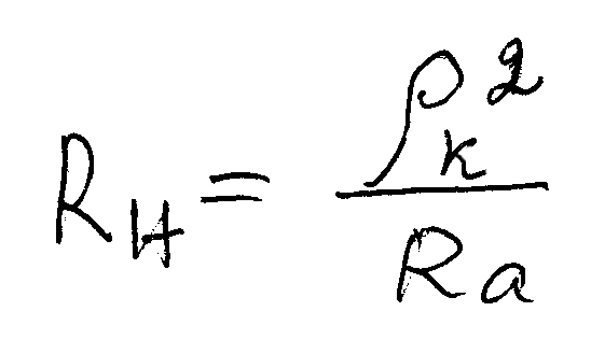 R_H = ρ_k^2 / Ra